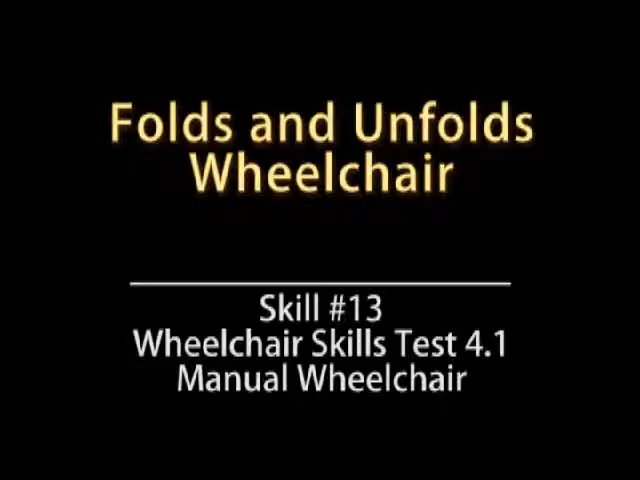 Folds and Unfolds
Wheelchair
Skill #13
Wheelchair Skills Test 4.1
Manual Wheelchair